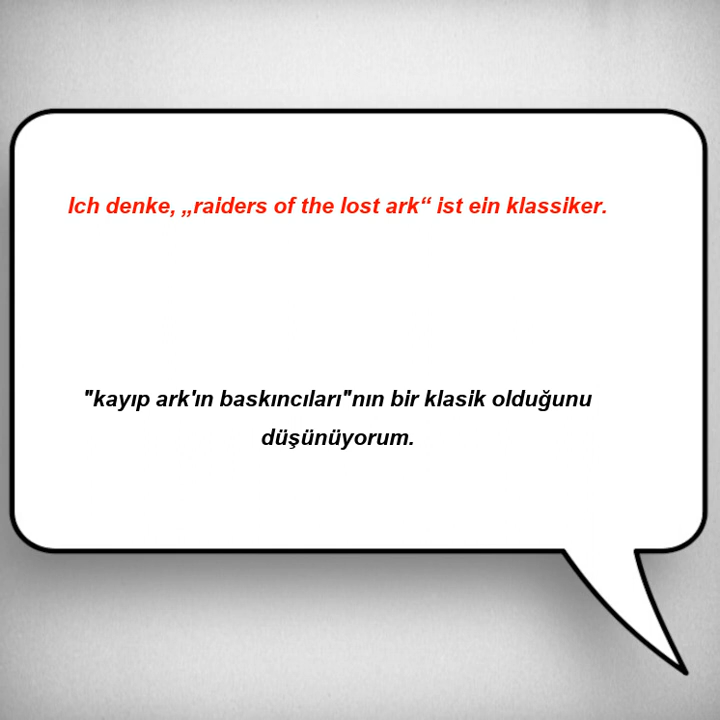 Ich denke, „raiders of the lost ark“ ist ein klassiker.
"kayıp ark'ın baskıncıları"nın bir klasik olduğunu
düşünüyorum.